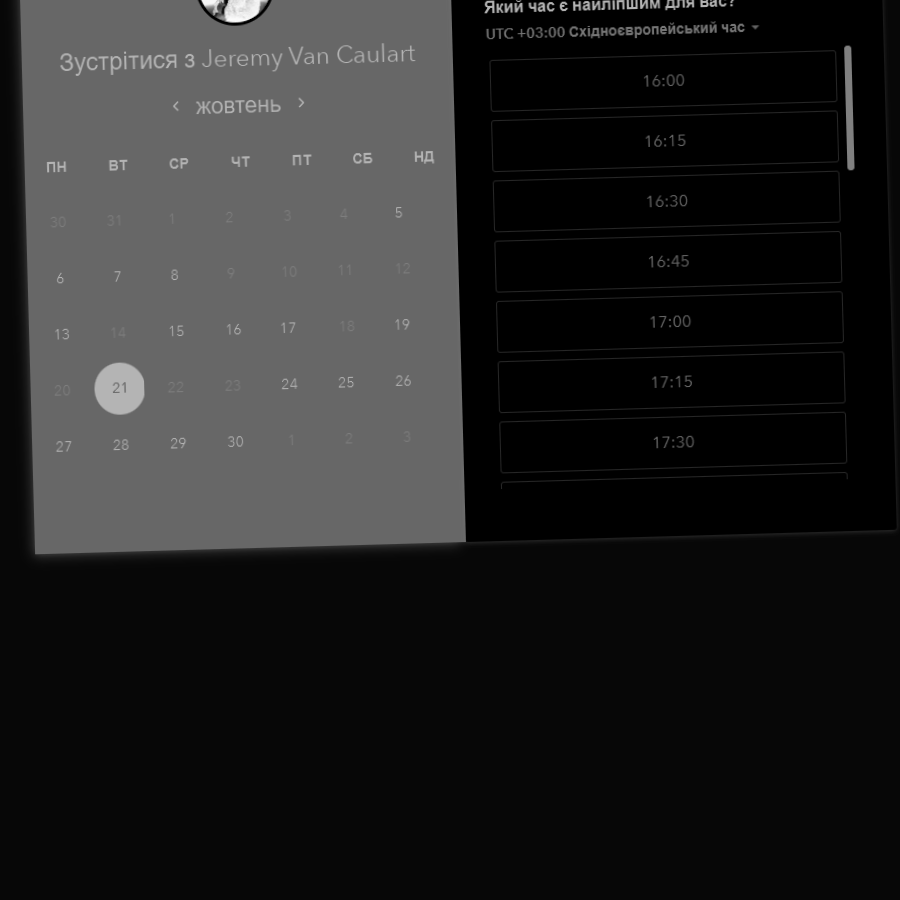 Зустрітися з Jeremy Van Caulart
‹ жовтень ›
ПН ВТ СР ЧТ ПТ СБ НД
30 31 1 2 3 4 5
6 7 8 9 10 11 12
13 14 15 16 17 18 19
20 21 22 23 24 25 26
27 28 29 30 1 2 3
Який час є найліпшим для вас?
UTC +03:00 Східноєвропейський час
16:00
16:15
16:30
16:45
17:00
17:15
17:30